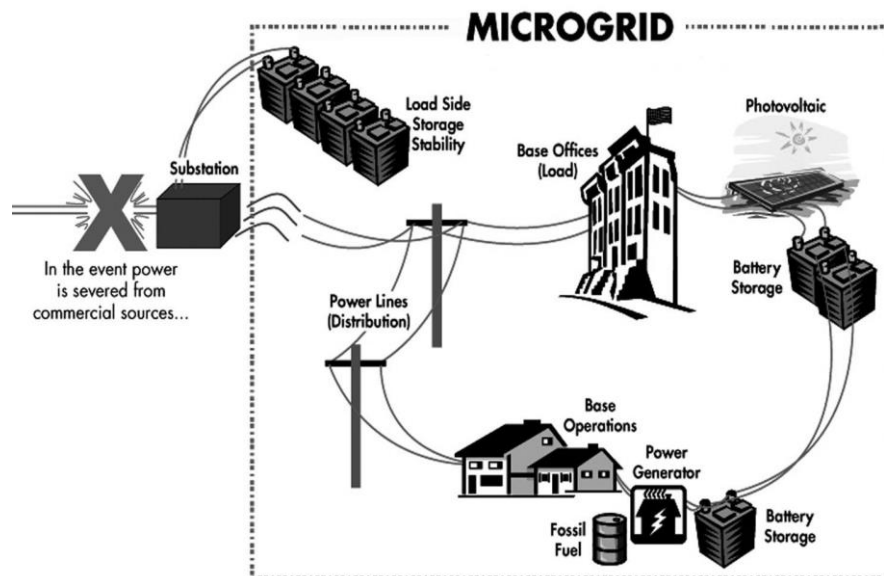 MICROGRID
Load Side
Storage
Stability
Substation
In the event power
is severed from
commercial sources...
Base Offices
(Load)
Photovoltaic
Battery
Storage
Power Lines
(Distribution)
Base
Operations
Power
Generator
Fossil
Fuel
Battery
Storage